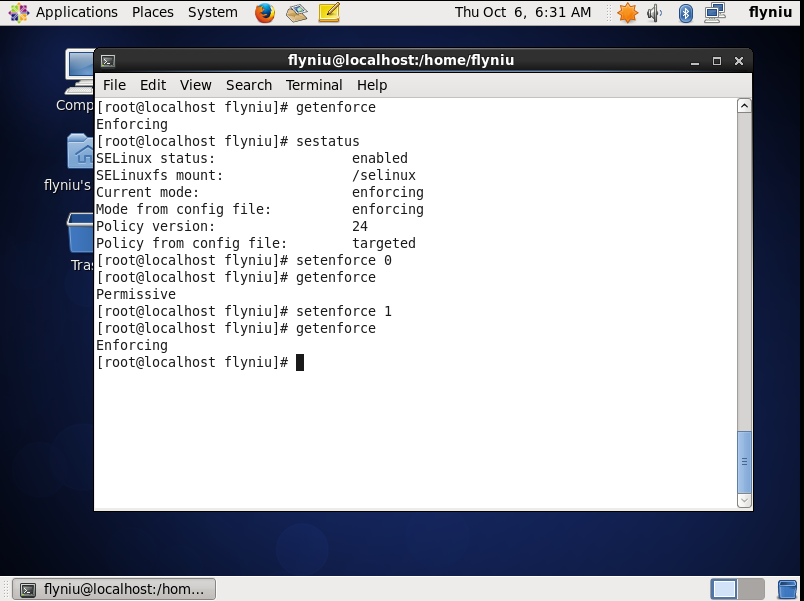 Applications Places System Thu Oct 6, 6:31 AM flyniu
Comp
flyniu's
Tras
flyniu@localhost:/home/flyniu
File Edit View Search Terminal Help
[root@localhost flyniu]# getenforce
Enforcing
[root@localhost flyniu]# sestatus
SELinux status:                 enabled
SELinuxfs mount:                /selinux
Current mode:                   enforcing
Mode from config file:          enforcing
Policy version:                 24
Policy from config file:        targeted
[root@localhost flyniu]# setenforce 0
[root@localhost flyniu]# getenforce
Permissive
[root@localhost flyniu]# setenforce 1
[root@localhost flyniu]# getenforce
Enforcing
[root@localhost flyniu]#
flyniu@localhost:/hom...